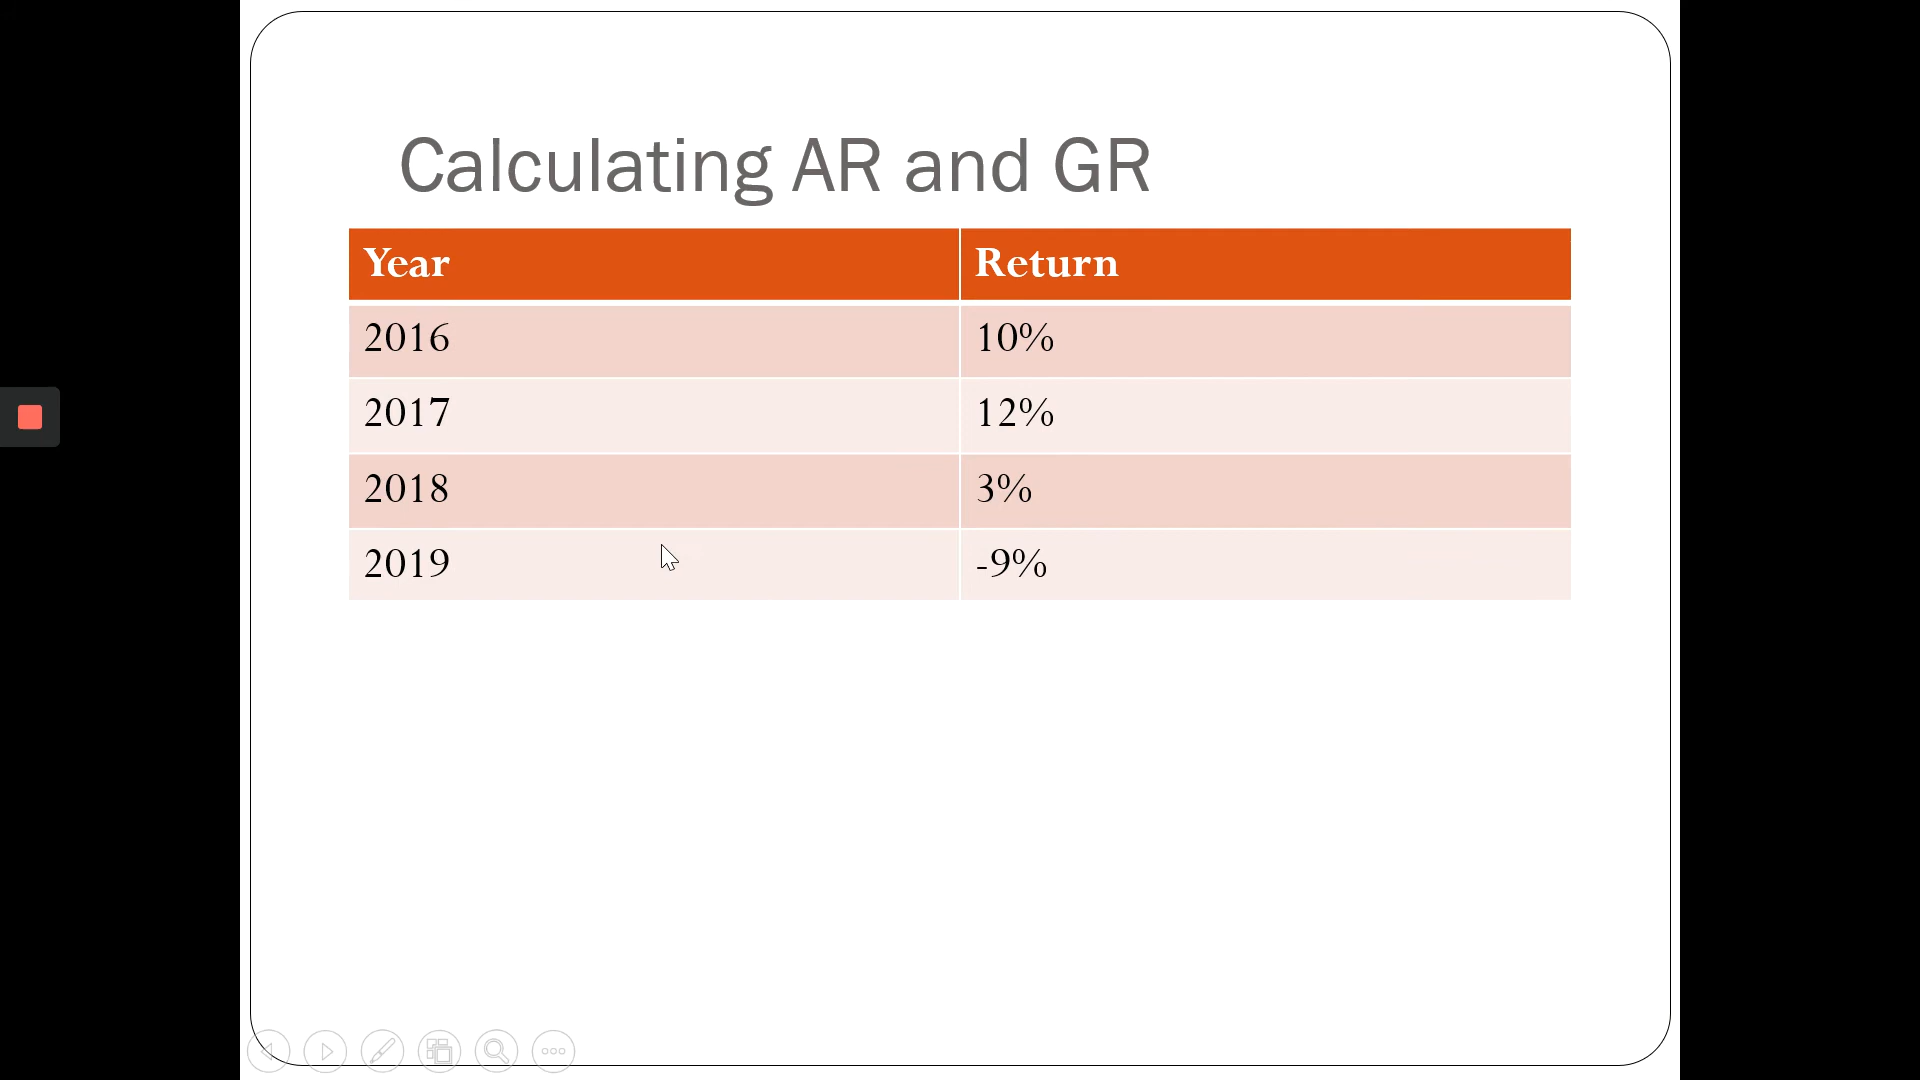 Calculating AR and GR
Year Return
2016 10%
2017 12%
2018 3%
2019 -9%